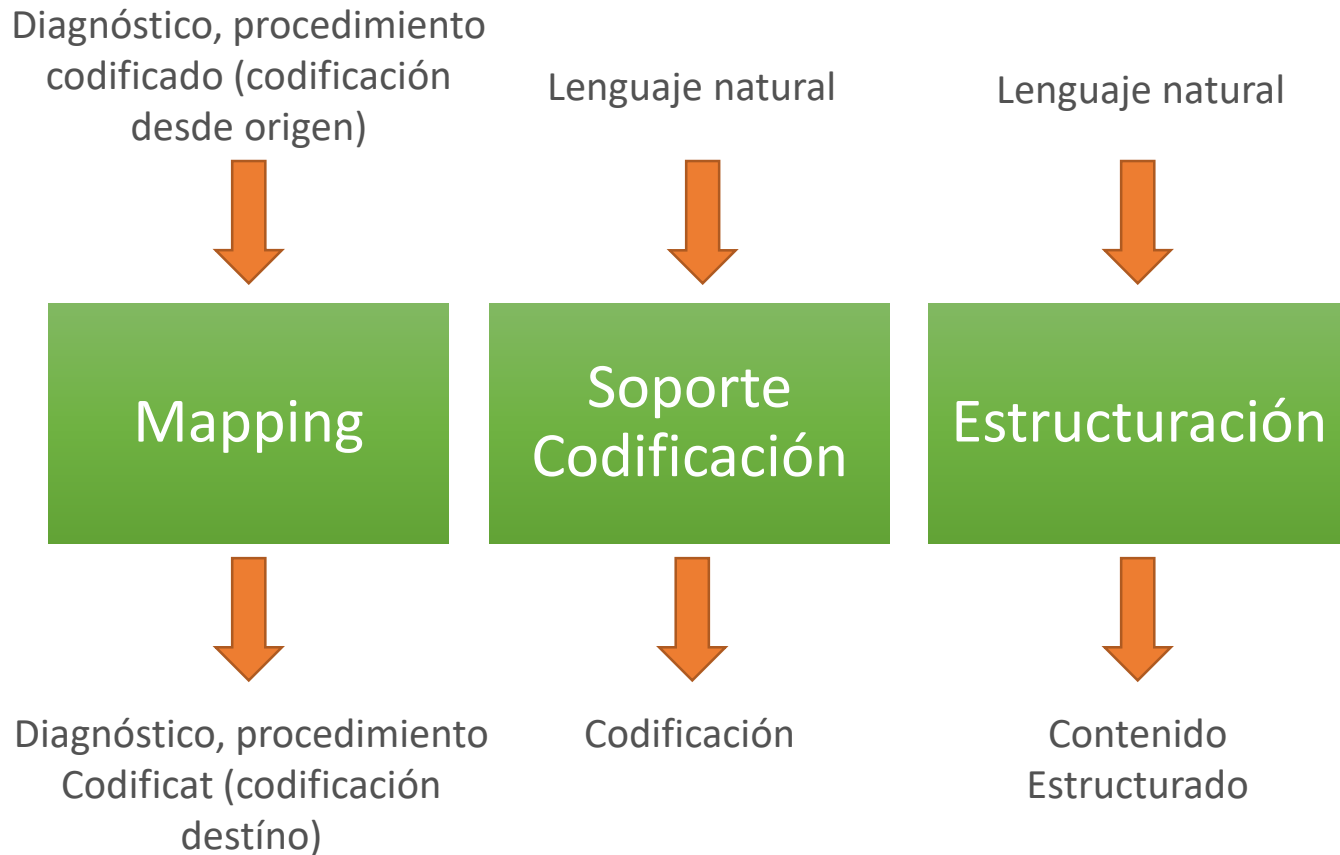 Diagnóstico, procedimiento
codificado (codificación
desde origen)
Lenguaje natural
Lenguaje natural
Mapping
Soporte
Codificación
Estructuración
Diagnóstico, procedimiento
Codificat (codificación
destíno)
Codificación
Contenido
Estructurado